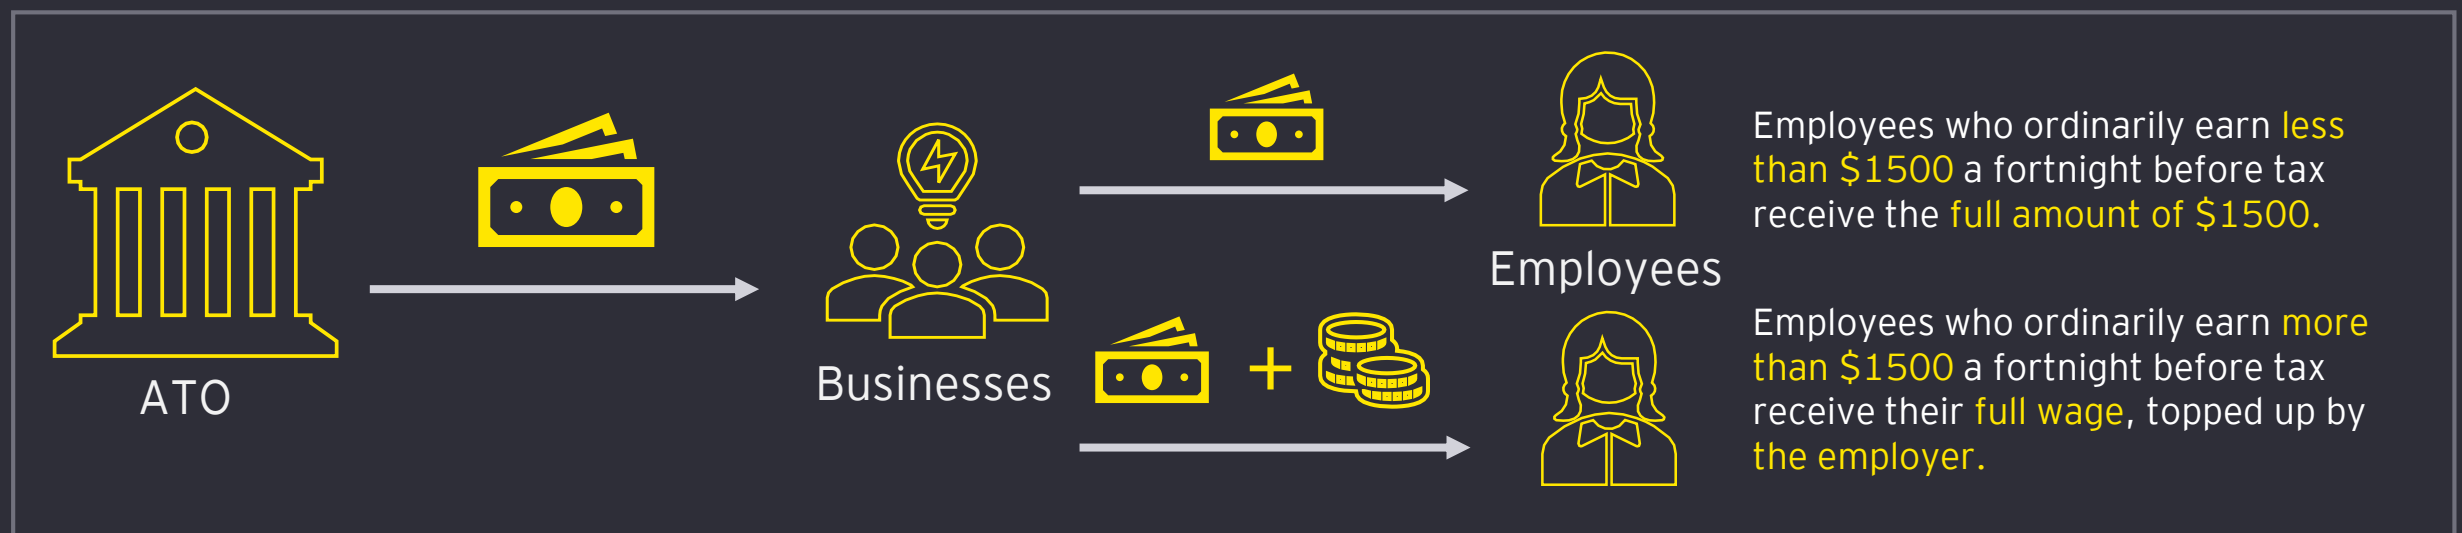 ATO
Businesses
Employees
Employees who ordinarily earn less
than $1500 a fortnight before tax
receive the full amount of $1500.
Employees who ordinarily earn more
than $1500 a fortnight before tax
receive their full wage, topped up by
the employer.